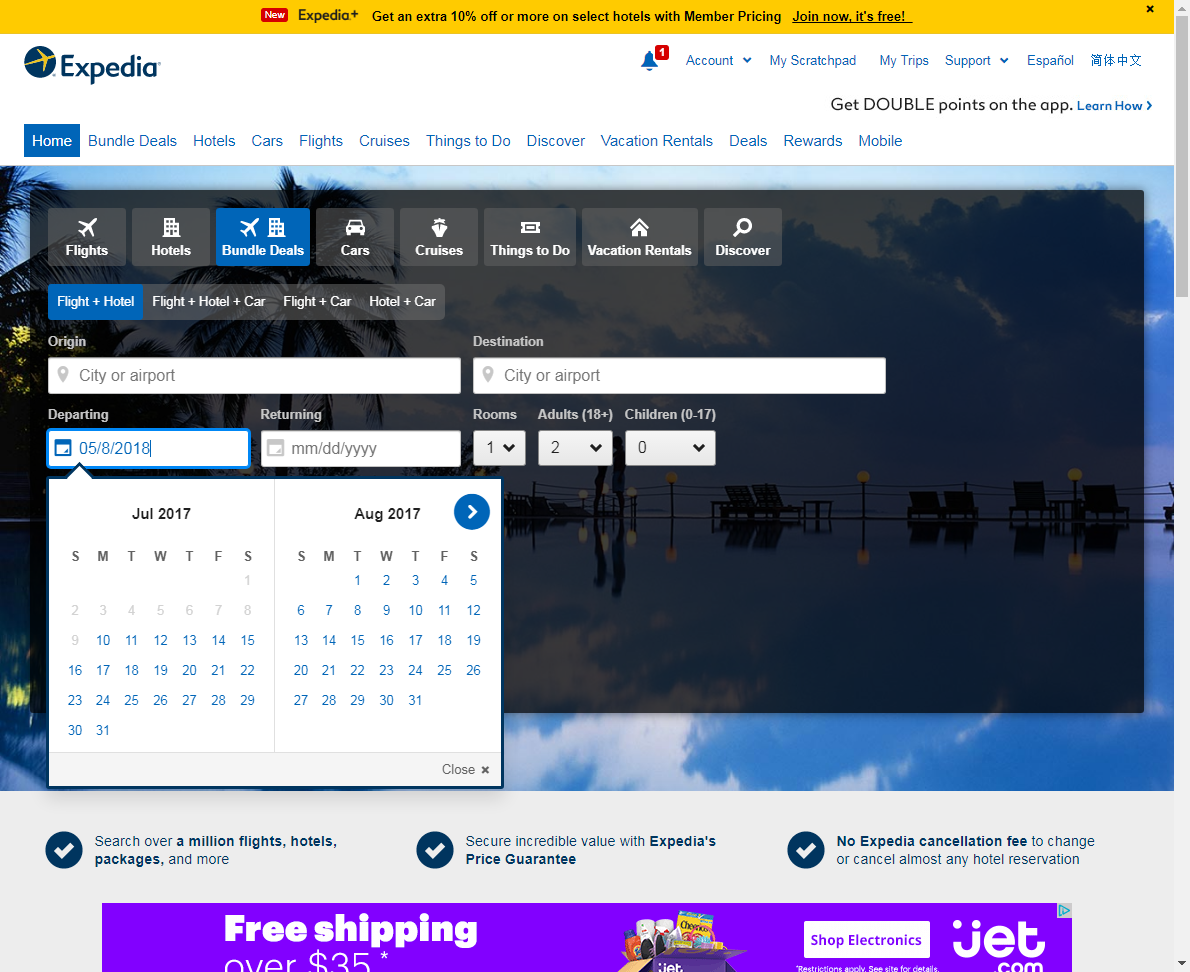 New Expedia+ Get an extra 10% off or more on select hotels with Member Pricing Join now, it's free!
Expedia
1 Account My Scratchpad My Trips Support Español 简体中文
Get DOUBLE points on the app. Learn How
Home Bundle Deals Hotels Cars Flights Cruises Things to Do Discover Vacation Rentals Deals Rewards Mobile
Flights Hotels Bundle Deals Cars Cruises Things to Do Vacation Rentals Discover
Flight + Hotel Flight + Hotel + Car Flight + Car Hotel + Car
Origin Destination
City or airport City or airport
Departing Returning Rooms Adults (18+) Children (0-17)
05/8/2018 mm/dd/yyyy 1 2 0
Jul 2017 Aug 2017
S M T W T F S S M T W T F S
1 1 2 3 4 5
2 3 4 5 6 7 8 6 7 8 9 10 11 12
9 10 11 12 13 14 15 13 14 15 16 17 18 19
16 17 18 19 20 21 22 20 21 22 23 24 25 26
23 24 25 26 27 28 29 27 28 29 30 31
30 31
Close
Search over a million flights, hotels,
packages, and more
Secure incredible value with Expedia's
Price Guarantee
No Expedia cancellation fee to change
or cancel almost any hotel reservation
Free shipping
over $35*
Cheerios
jet
Shop Electronics
*Restrictions apply. See site for details.
jet
.com